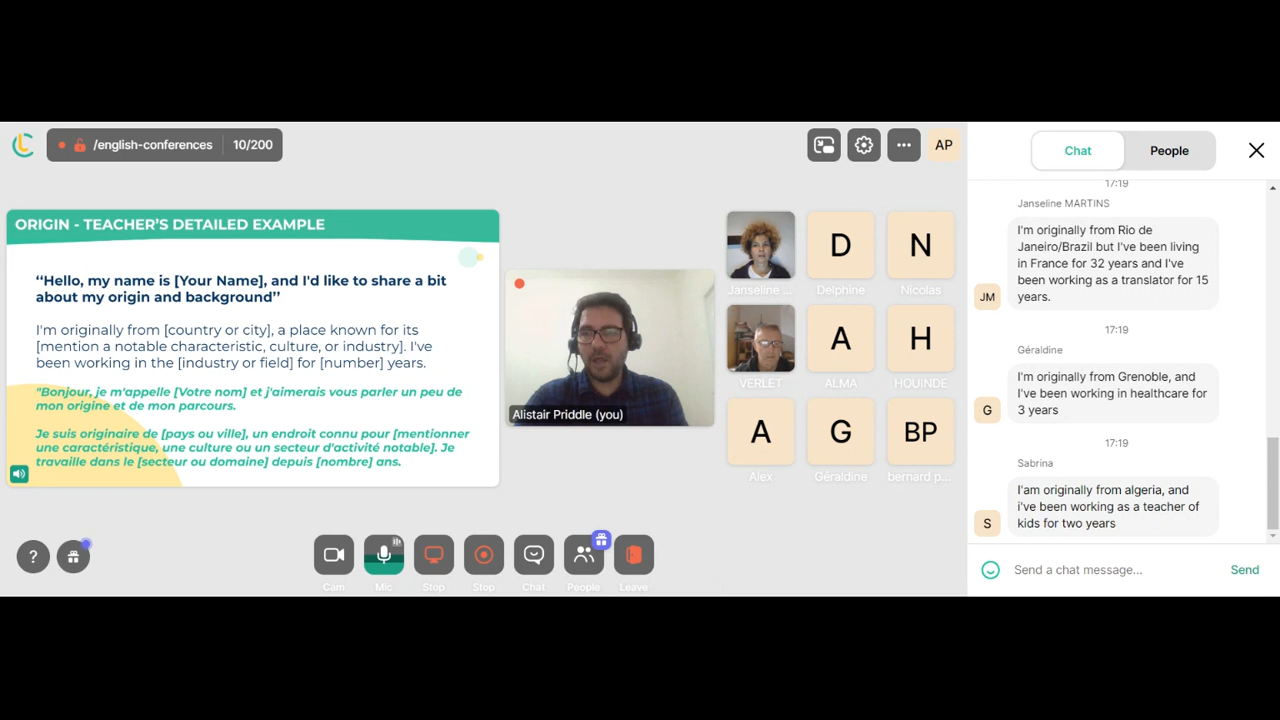 /english-conferences
10/200
AP
Chat
People
ORIGIN - TEACHER'S DETAILED EXAMPLE
“Hello, my name is [Your Name], and I'd like to share a bit
about my origin and background”
I'm originally from [country or city], a place known for its
[mention a notable characteristic, culture, or industry]. I've
been working in the [industry or field] for [number] years.
"Bonjour, je m'appelle [Votre nom] et j'aimerais vous parler un peu de
mon origine et de mon parcours.
Je suis originaire de [pays ou ville], un endroit connu pour [mentionner
une caractéristique, une culture ou un secteur d'activité notable]. Je
travaille dans le [secteur ou domaine] depuis [nombre] ans.
Alistair Priddle (you)
Janseline ...
D
Delphine
N
Nicolas
VERLET
A
ALMA
H
HOUINDE
A
Alex
G
Géraldine
BP
bernard p...
17:19
Janseline MARTINS
I'm originally from Rio de
Janeiro/Brazil but I've been living
in France for 32 years and I've
been working as a translator for 15
years.
JM
17:19
Géraldine
I'm originally from Grenoble, and
I've been working in healthcare for
3 years
G
17:19
Sabrina
I'am originally from algeria, and
i've been working as a teacher of
kids for two years
S
Send a chat message...
Send
?
Cam
Mic
Stop
Stop
Chat
People
Leave